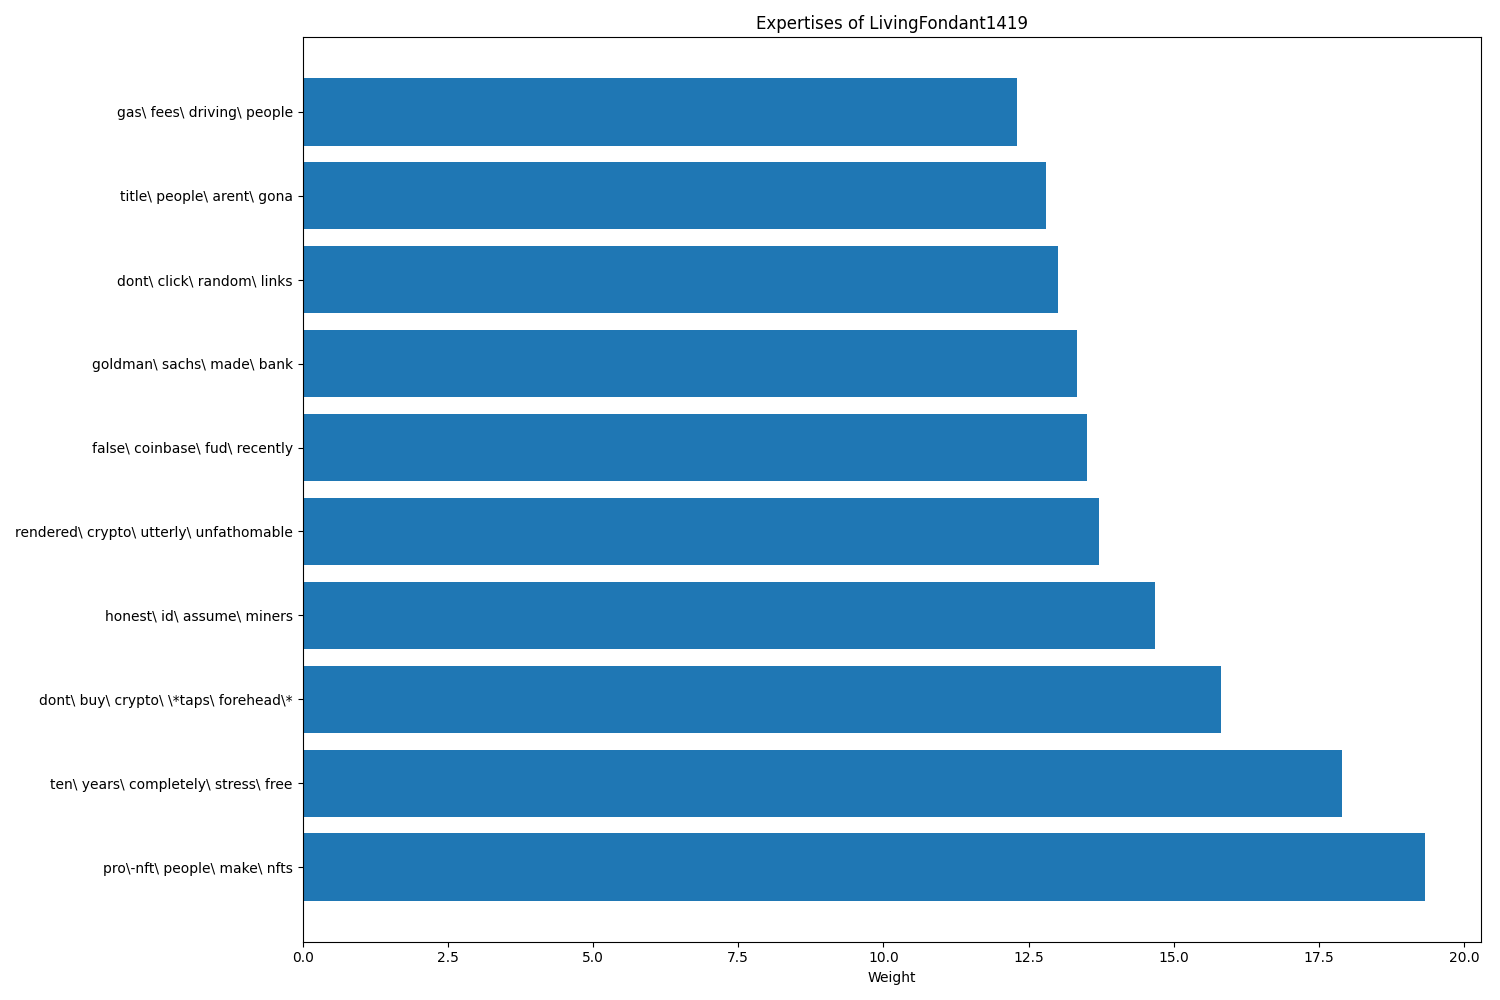 Expertises of LivingFondant1419
gas\ fees\ driving\ people
title\ people\ arent\ gona
dont\ click\ random\ links
goldman\ sachs\ made\ bank
false\ coinbase\ fud\ recently
rendered\ crypto\ utterly\ unfathomable
honest\ id\ assume\ miners
dont\ buy\ crypto\ \*taps\ forehead\*
ten\ years\ completely\ stress\ free
pro\-nft\ people\ make\ nfts
0.0 2.5 5.0 7.5 10.0 12.5 15.0 17.5 20.0
Weight